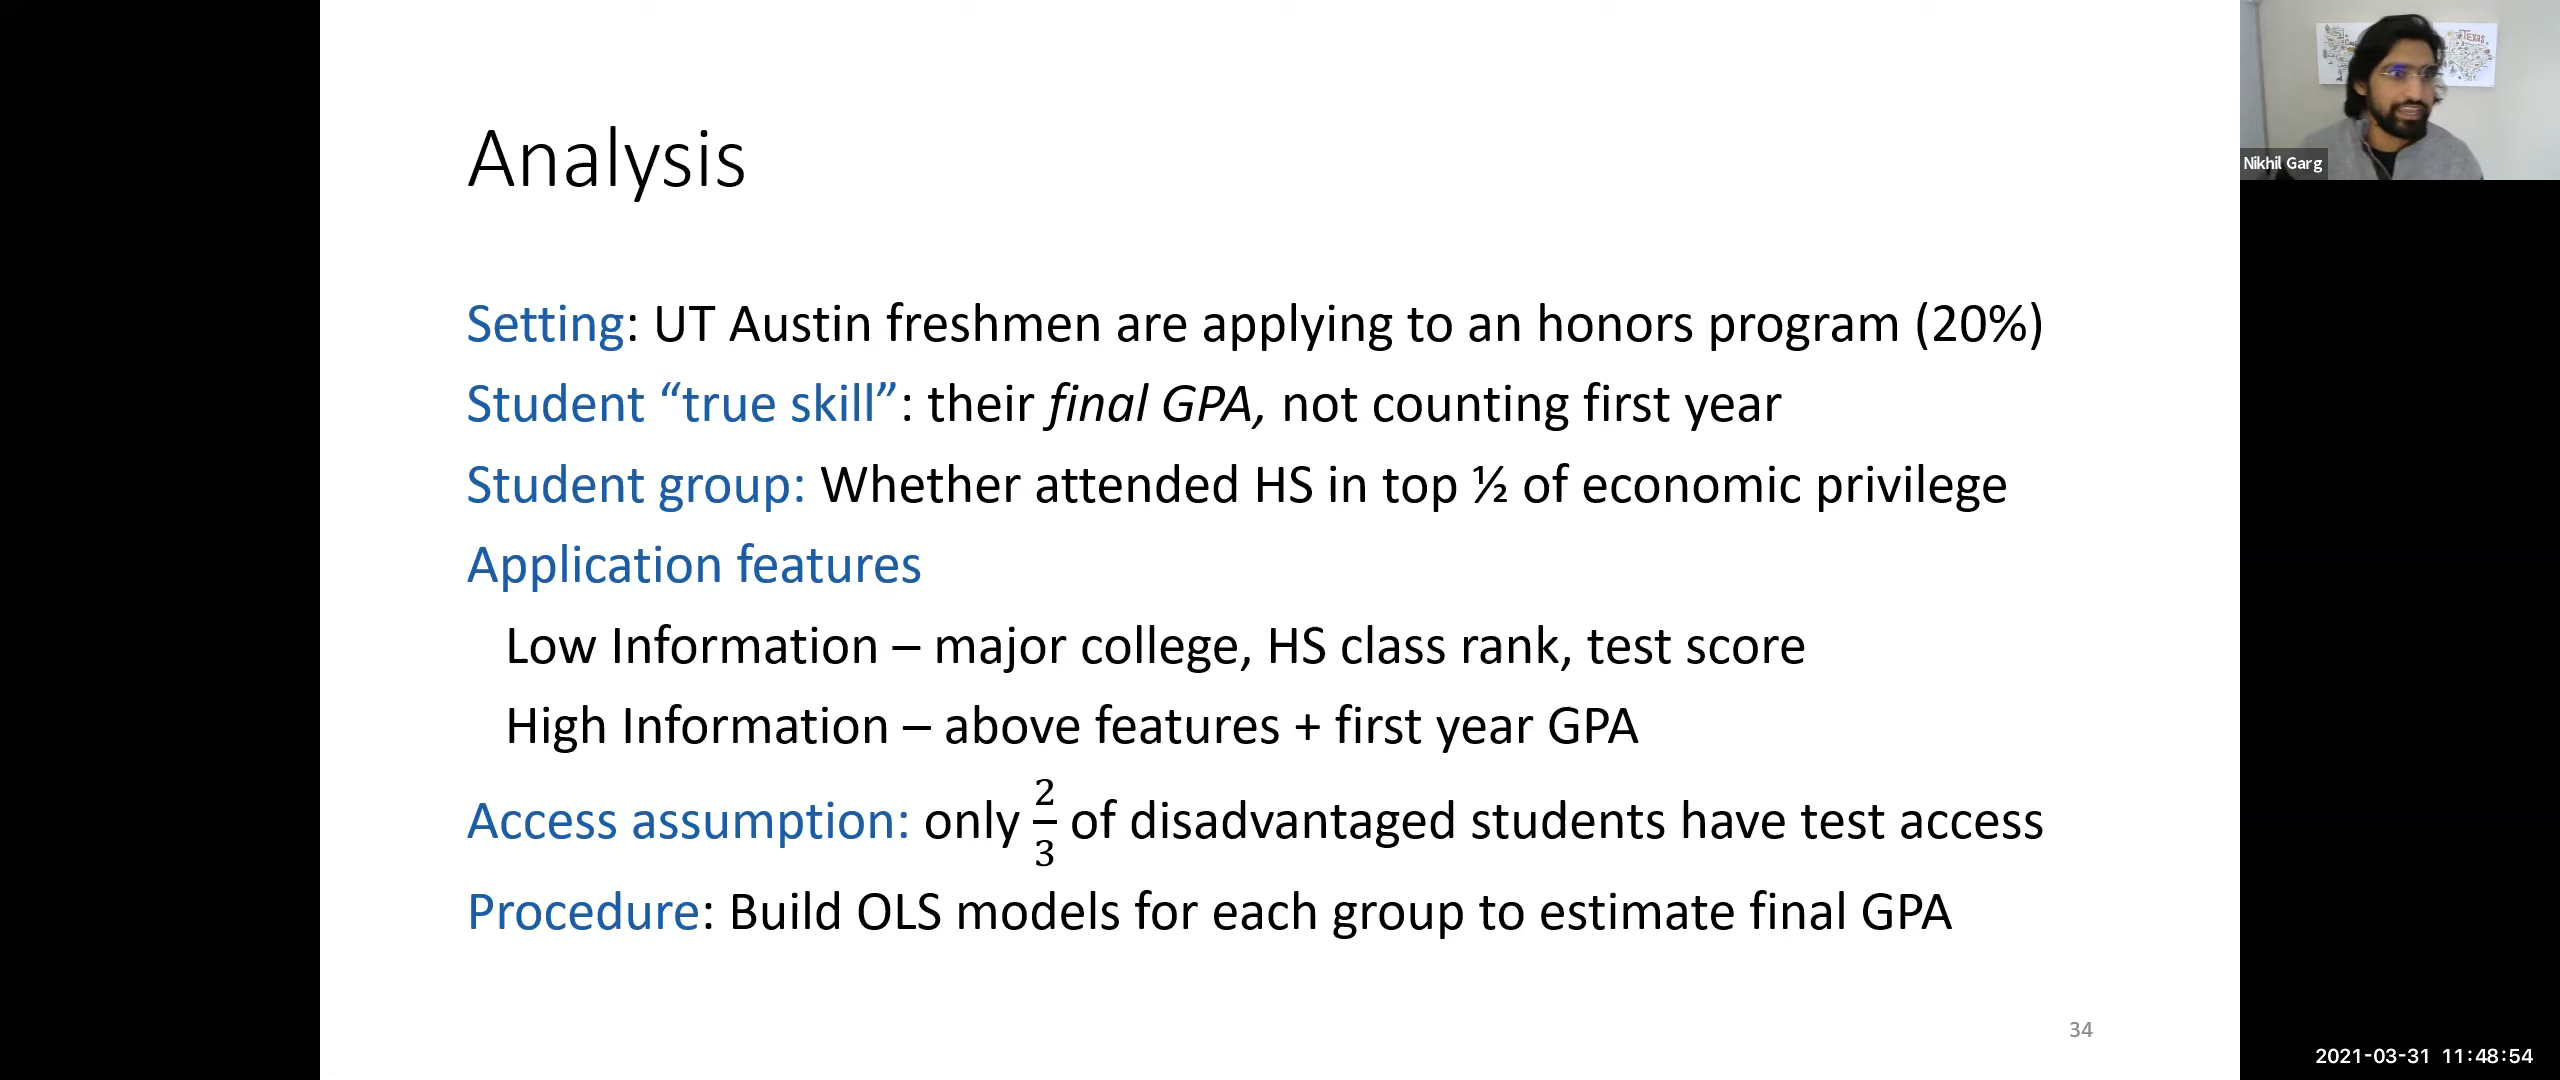 Analysis
Setting: UT Austin freshmen are applying to an honors program (20%)
Student “true skill”: their final GPA, not counting first year
Student group: Whether attended HS in top ½ of economic privilege
Application features
Low Information – major college, HS class rank, test score
High Information – above features + first year GPA
Access assumption: only 2/3 of disadvantaged students have test access
Procedure: Build OLS models for each group to estimate final GPA
34
TEXAS
Nikhil Garg
2021-03-31 11:48:54